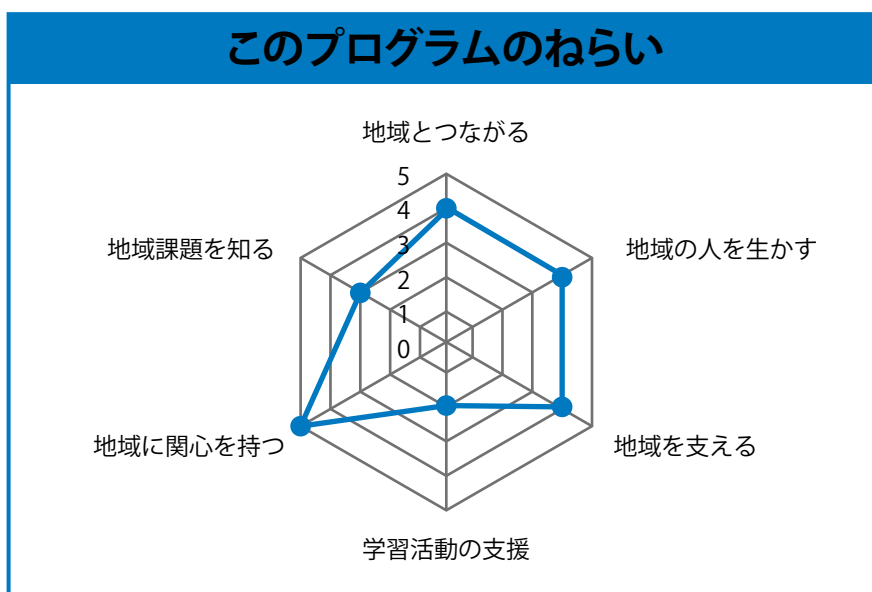 このプログラムのねらい
地域とつながる
5
4
3
2
1
0
地域課題を知る
地域の人を生かす
地域に関心を持つ
地域を支える
学習活動の支援